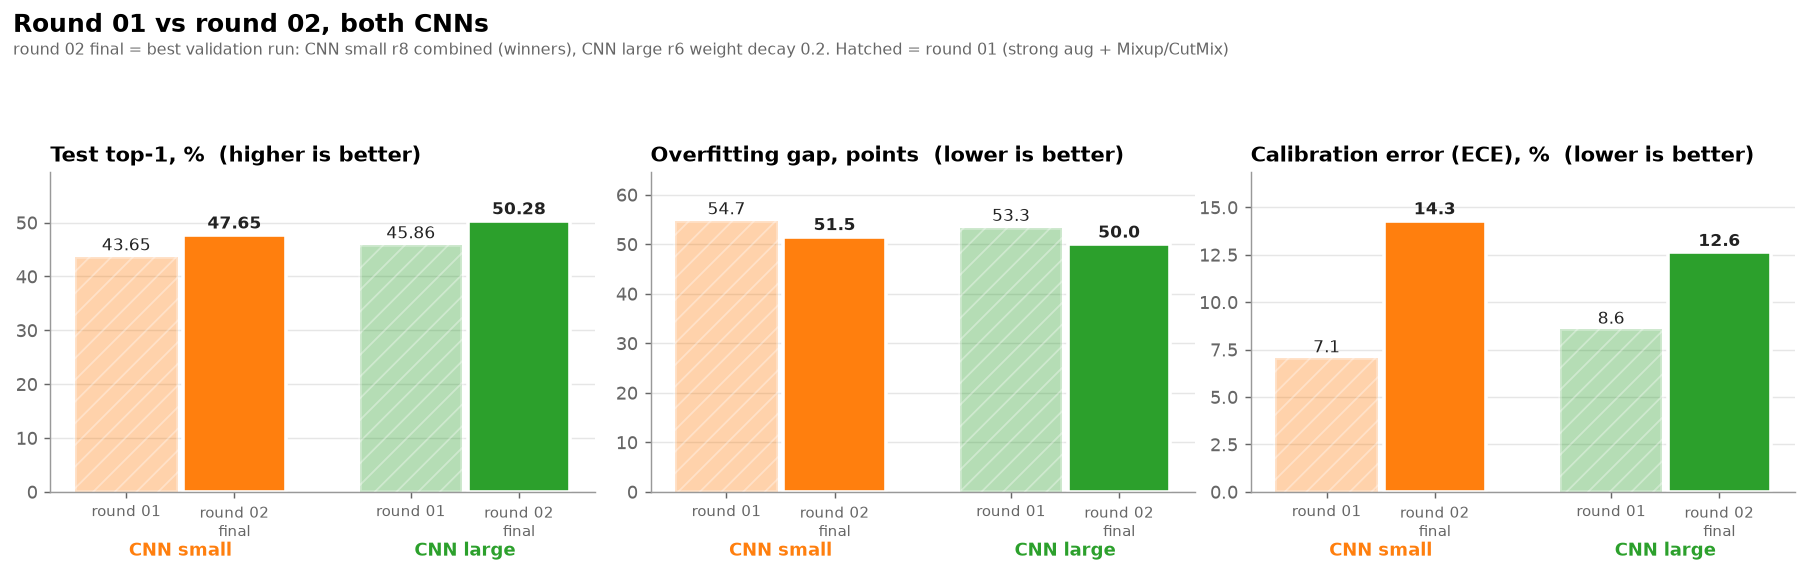 Round 01 vs round 02, both CNNs
round 02 final = best validation run: CNN small r8 combined (winners), CNN large r6 weight decay 0.2. Hatched = round 01 (strong aug + Mixup/CutMix)
Test top-1, %  (higher is better)
50
40
30
20
10
0
43.65
47.65
45.86
50.28
round 01
round 02
final
round 01
round 02
final
CNN small
CNN large
Overfitting gap, points  (lower is better)
60
50
40
30
20
10
0
54.7
51.5
53.3
50.0
round 01
round 02
final
round 01
round 02
final
CNN small
CNN large
Calibration error (ECE), %  (lower is better)
15.0
12.5
10.0
7.5
5.0
2.5
0.0
7.1
14.3
8.6
12.6
round 01
round 02
final
round 01
round 02
final
CNN small
CNN large